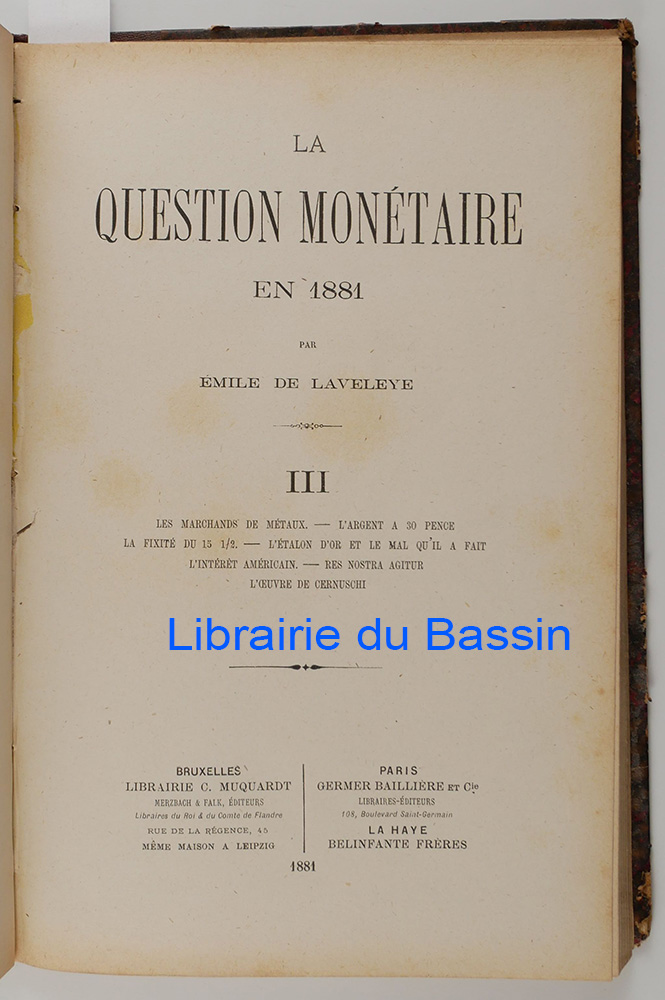 LA
QUESTION MONÉTAIRE
EN 1881
PAR
ÉMILE DE LAVELEYE
III
LES MARCHANDS DE MÉTAUX. — L'ARGENT A 30 PENCE
LA FIXITÉ DU 15 1/2. — L'ÉTALON D'OR ET LE MAL QU'IL A FAIT
L'INTÉRÊT AMÉRICAIN. — RES NOSTRA AGITUR
L'ŒUVRE DE CERNUSCHI
Librairie du Bassin
BRUXELLES
LIBRAIRIE C. MUQUARDT
MERZBACH & FALK, ÉDITEURS
Libraires du Roi & du Comte de Flandre
RUE DE LA RÉGENCE, 45
MÊME MAISON A LEIPZIG
PARIS
GERMER BAILLIÈRE ET Cie
LIBRAIRES-ÉDITEURS
108, Boulevard Saint-Germain
LA HAYE
BELINFANTE FRÈRES
1881